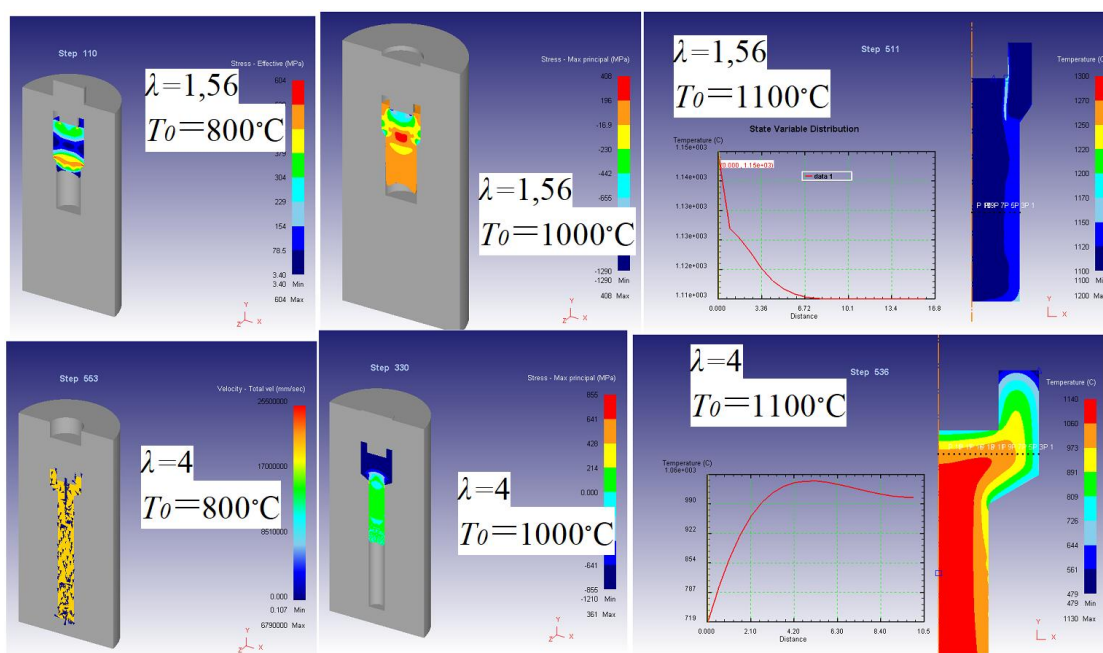 Step 110
Stress - Effective (MPa)
λ=1,56
T0=800°C
604
379
304
229
154
78.5
3.40
3.40 Min
604 Max
Y
Z X
Stress - Max principal (MPa)
λ=1,56
T0=1000°C
408
196
-16.9
-230
-442
-655
-1290
-1290 Min
408 Max
Y
Z X
λ=1,56
T0=1100°C
Step 511
State Variable Distribution
Temperature (C)
1.15e+003
(0.000, 1.15e+03)
data 1
1.14e+003
1.13e+003
1.12e+003
1.11e+003
0.000 3.36 6.72 10.1 13.4 16.8
Distance
Temperature (C)
1300
1270
1250
1220
1200
1180
1150
1120
1100
1100 Min
1200 Max
Y
X
Step 553
Velocity - Total vel (mm/sec)
λ=4
T0=800°C
25500000
17000000
8510000
0.000
0.107 Min
6790000 Max
Y
Z X
Step 330
Stress - Max principal (MPa)
λ=4
T0=1000°C
855
641
428
214
0.000
-641
-855
-1210 Min
361 Max
Y
Z X
λ=4
T0=1100°C
Step 536
Temperature (C)
1.06e+003
990
922
854
787
719
0.000 2.10 4.20 6.30 8.40 10.5
Distance
Temperature (C)
1140
1060
973
891
809
726
644
561
479
479 Min
1130 Max
Y
X